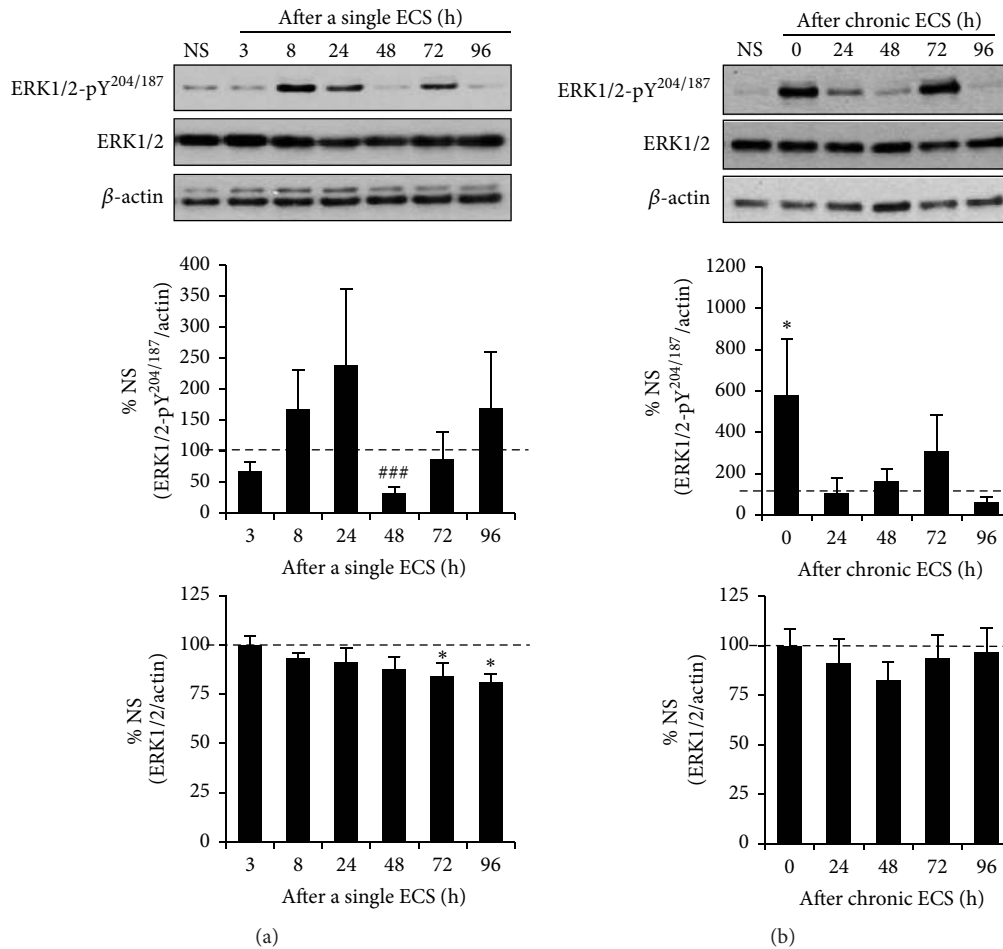 After a single ECS (h)
NS 3 8 24 48 72 96
ERK1/2-pY204/187
ERK1/2
β-actin
% NS
(ERK1/2-pY204/187/actin)
400
350
300
250
200
150
100
50
0
###
3 8 24 48 72 96
After a single ECS (h)
% NS
(ERK1/2/actin)
125
100
75
50
25
0
* *
3 8 24 48 72 96
After a single ECS (h)
(a)
After chronic ECS (h)
NS 0 24 48 72 96
ERK1/2-pY204/187
ERK1/2
β-actin
% NS
(ERK1/2-pY204/187/actin)
1200
1000
800
600
400
200
0
*
0 24 48 72 96
After chronic ECS (h)
% NS
(ERK1/2/actin)
125
100
75
50
25
0
0 24 48 72 96
After chronic ECS (h)
(b)